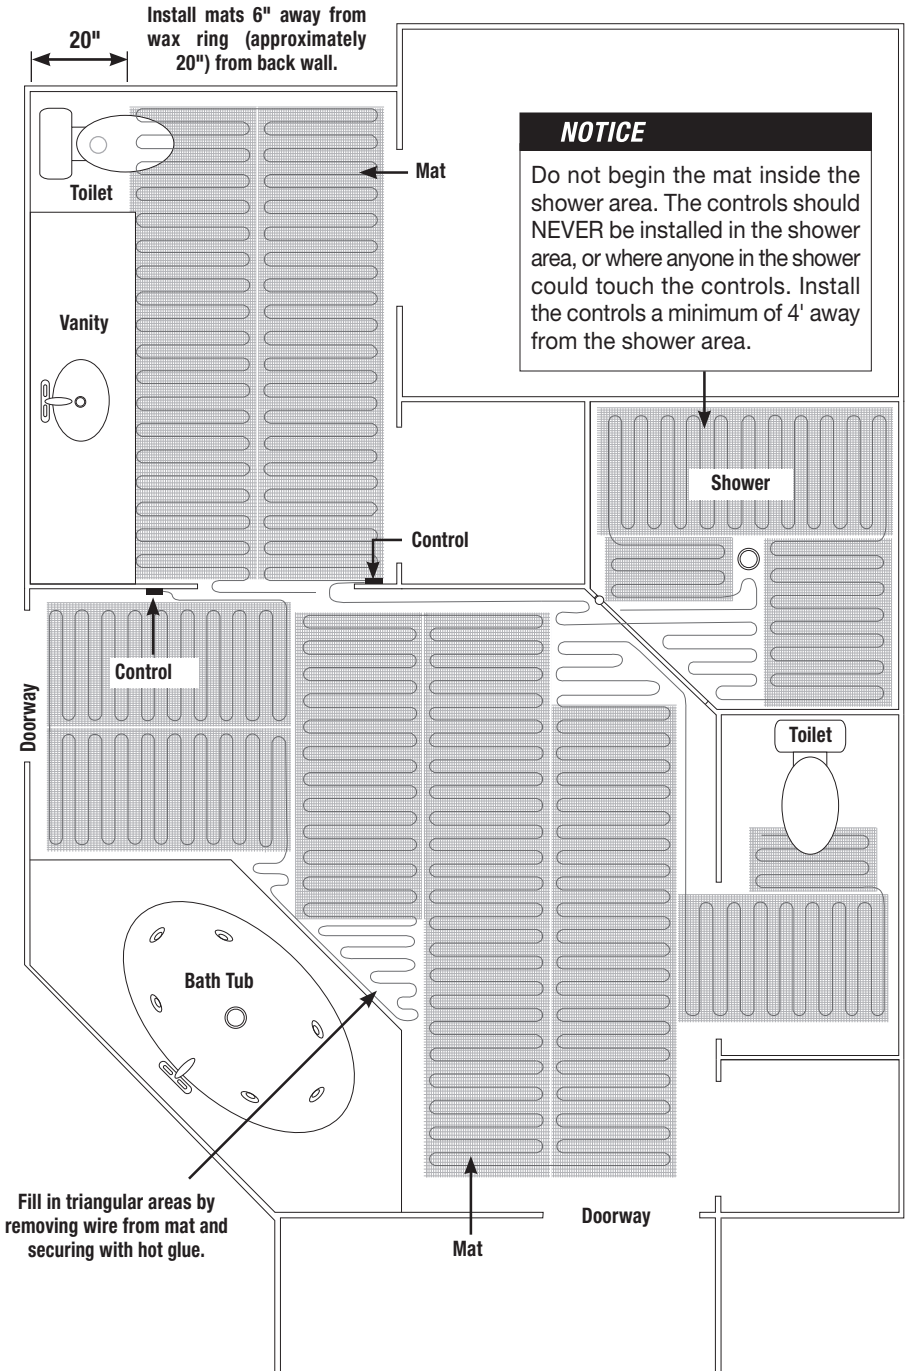 Install mats 6" away from
wax ring (approximately
20") from back wall.
20"
NOTICE
Do not begin the mat inside the
shower area. The controls should
NEVER be installed in the shower
area, or where anyone in the shower
could touch the controls. Install
the controls a minimum of 4' away
from the shower area.
Mat
Toilet
Vanity
Shower
Control
Control
Doorway
Toilet
Bath Tub
Fill in triangular areas by
removing wire from mat and
securing with hot glue.
Doorway
Mat